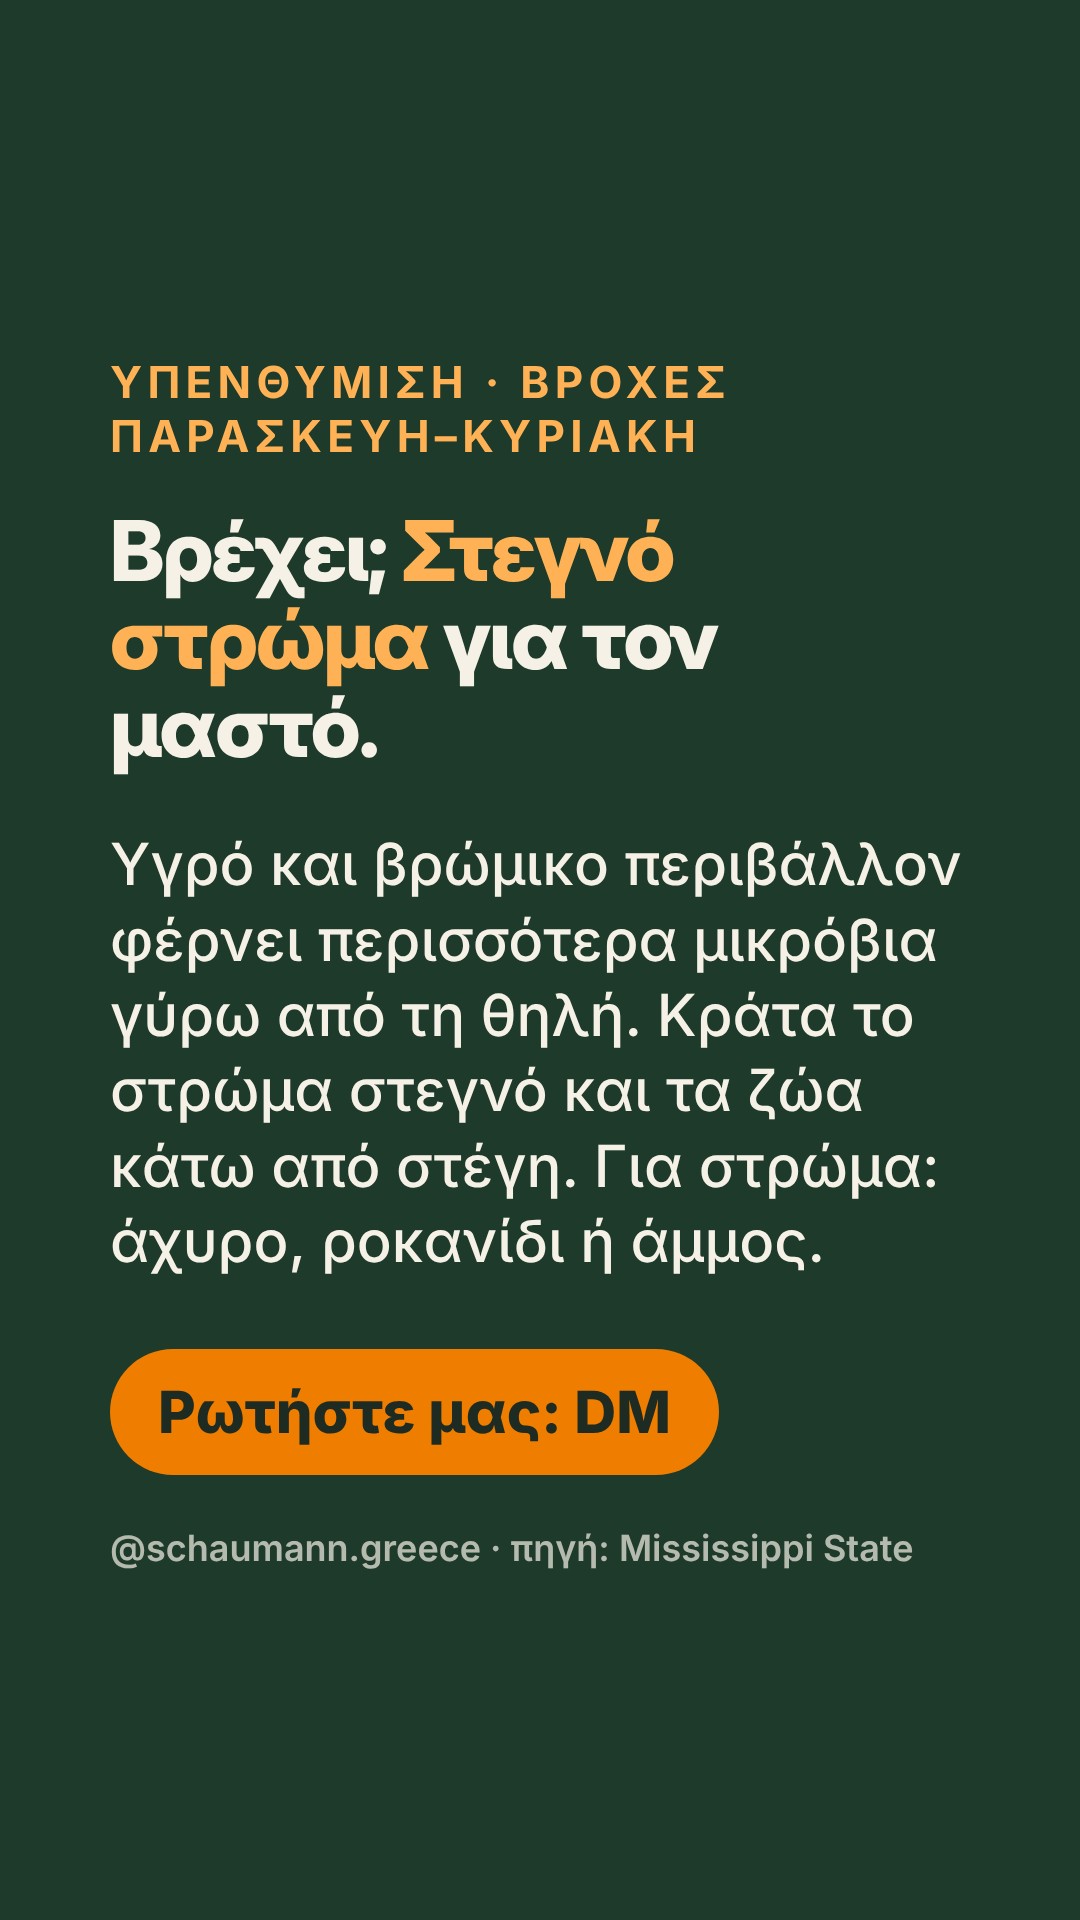 ΥΠΕΝΘΥΜΙΣΗ · ΒΡΟΧΕΣ
ΠΑΡΑΣΚΕΥΗ–ΚΥΡΙΑΚΗ
Βρέχει; Στεγνό
στρώμα για τον
μαστό.
Υγρό και βρώμικο περιβάλλον
φέρνει περισσότερα μικρόβια
γύρω από τη θηλή. Κράτα το
στρώμα στεγνό και τα ζώα
κάτω από στέγη. Για στρώμα:
άχυρο, ροκανίδι ή άμμος.
Ρωτήστε μας: DM
@schaumann.greece · πηγή: Mississippi State